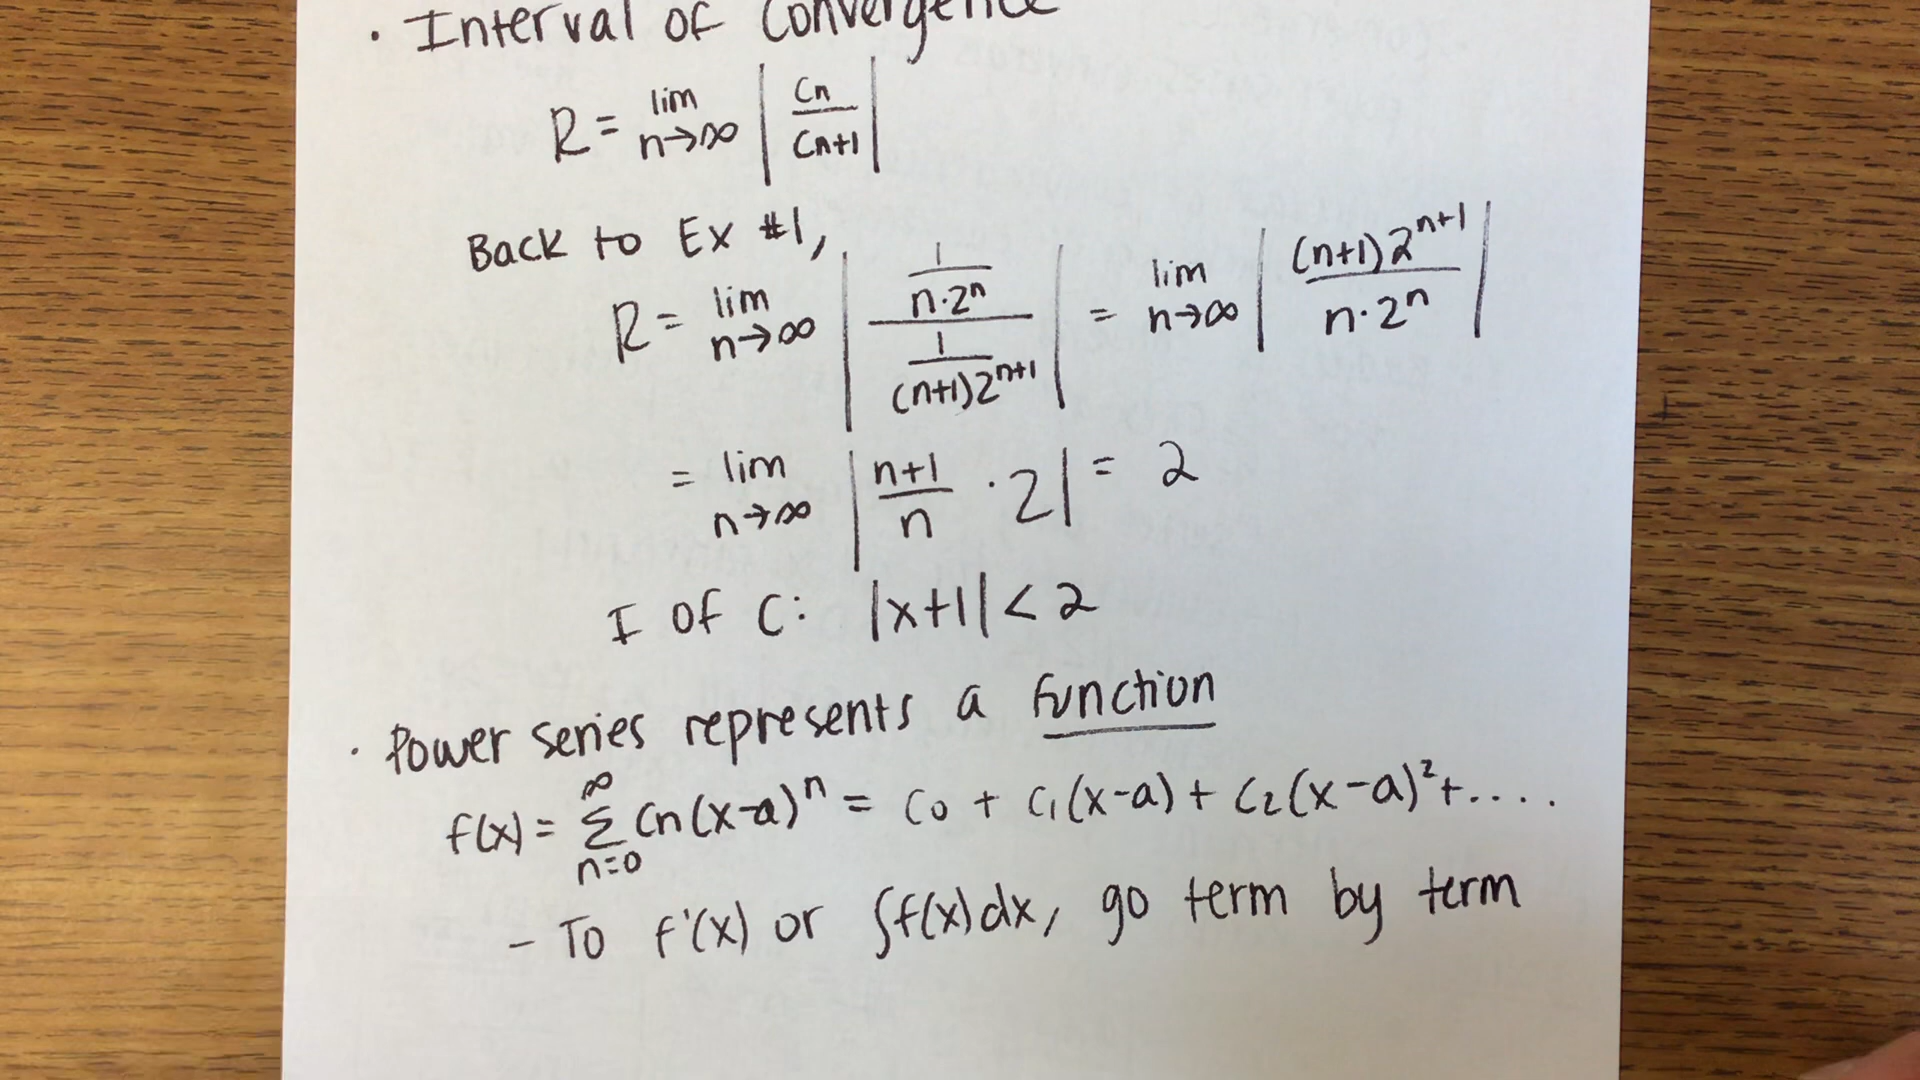 · Interval of Convergence
R = lim n→∞ | Cn / Cn+1 |
Back to Ex #1,
R = lim n→∞ | (1 / n·2^n) / (1 / (n+1)2^n+1) | = lim n→∞ | (n+1)2^n+1 / n·2^n |
= lim n→∞ | n+1 / n · 2 | = 2
I of C: |x+1| < 2
· Power series represents a function
f(x) = ∞ Σ n=0 Cn(x-a)^n = C0 + C1(x-a) + C2(x-a)² + ....
- To f'(x) or ∫f(x)dx, go term by term